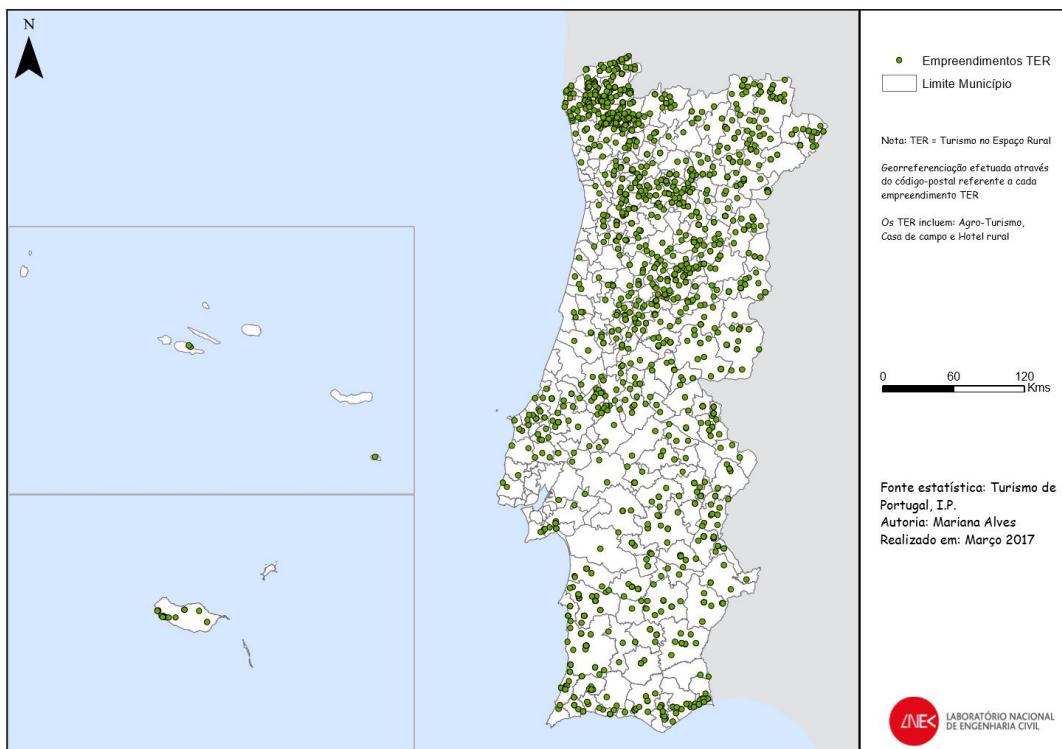 N
Empreendimentos TER
Limite Município
Nota: TER = Turismo no Espaço Rural
Georreferenciação efetuada através
do código-postal referente a cada
empreendimento TER
Os TER incluem: Agro-Turismo,
Casa de campo e Hotel rural
0 60 120
Kms
Fonte estatística: Turismo de
Portugal, I.P.
Autoria: Mariana Alves
Realizado em: Março 2017
LNEC LABORATÓRIO NACIONAL
DE ENGENHARIA CIVIL